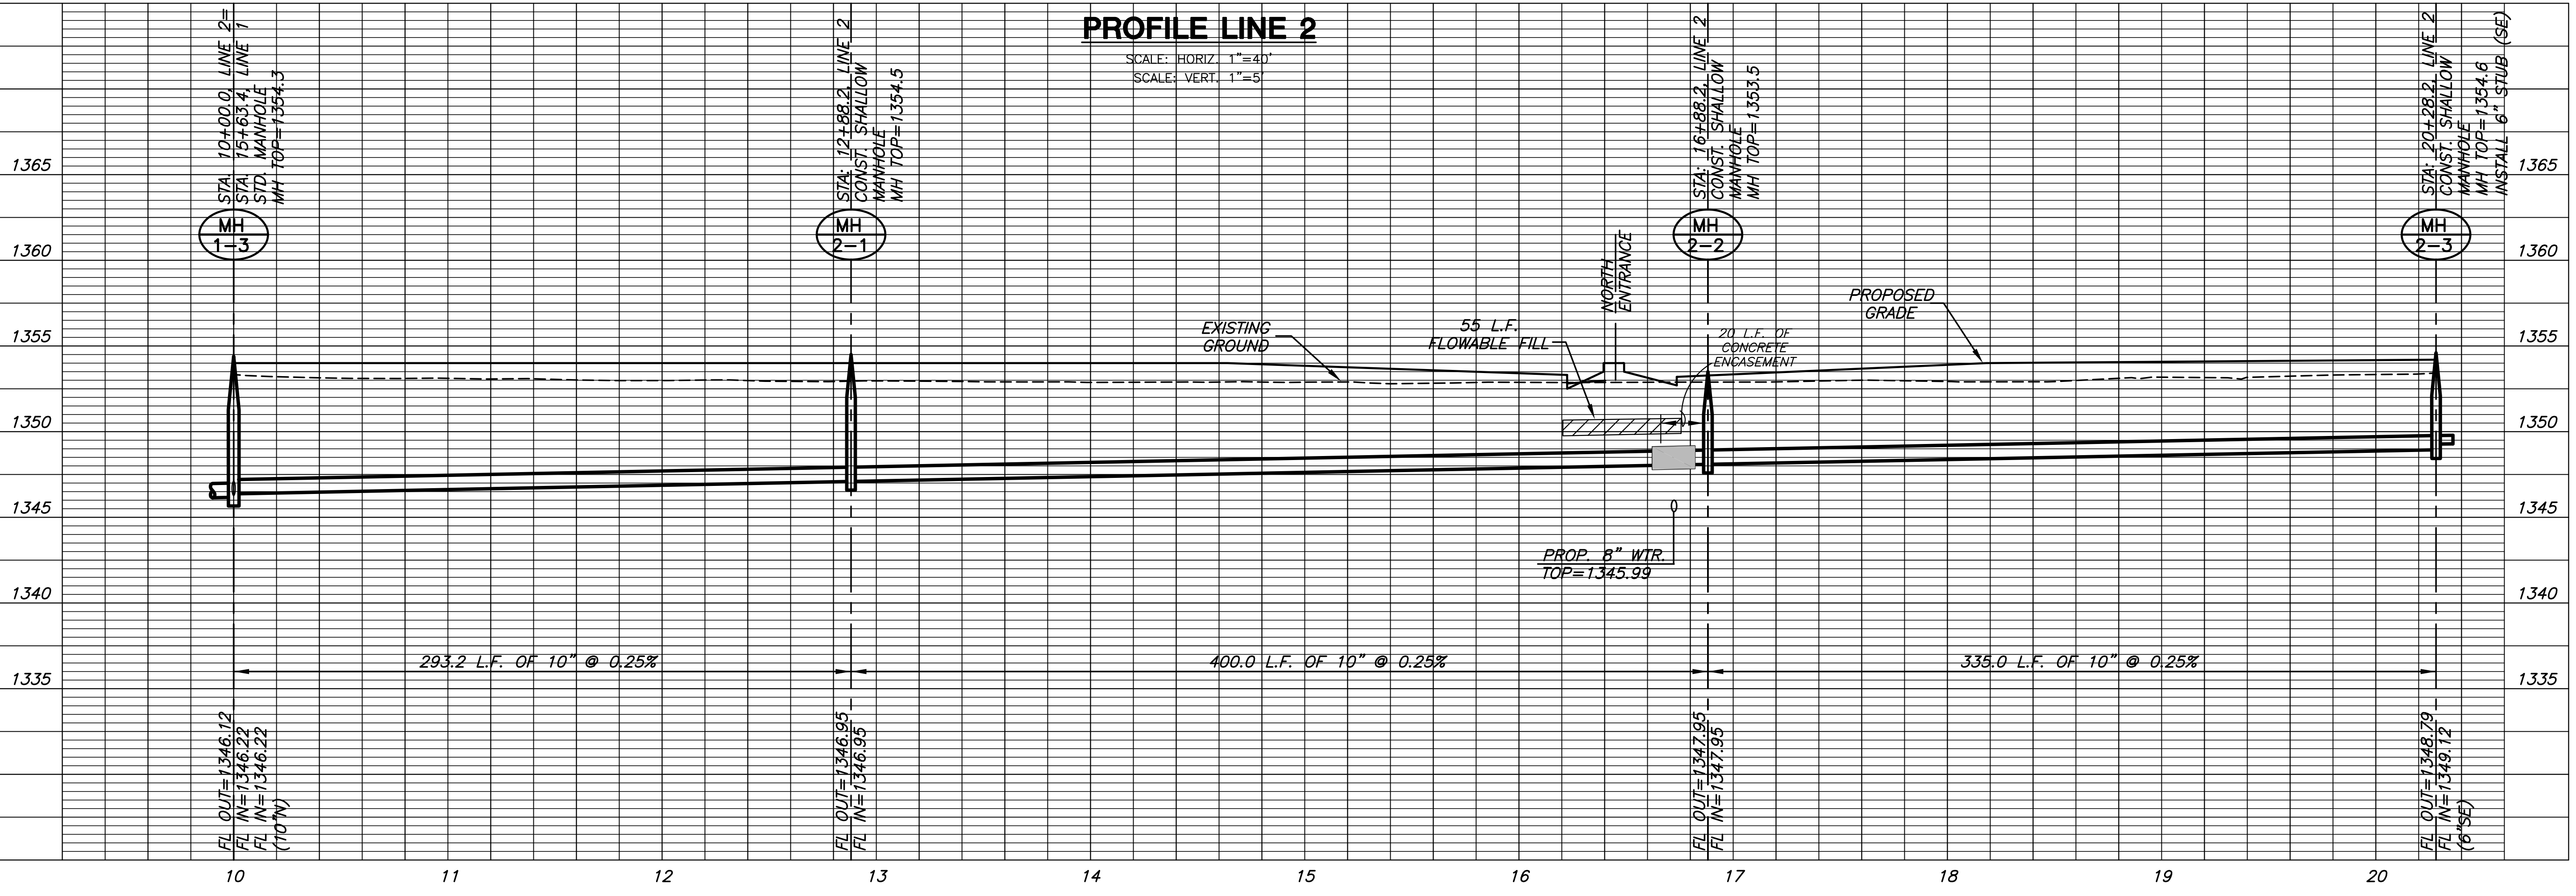 PROFILE LINE 2
SCALE: HORIZ. 1"=40'
SCALE: VERT. 1"=5'
STA. 10+00.0, LINE 2=
STA. 15+63.4, LINE 1
STD. MANHOLE
MH TOP=1354.3
STA: 12+88.2, LINE 2
CONST. SHALLOW
MANHOLE
MH TOP=1354.5
STA: 16+88.2, LINE 2
CONST. SHALLOW
MANHOLE
MH TOP=1353.5
STA: 20+28.2, LINE 2
CONST. SHALLOW
MANHOLE
MH TOP=1354.6
INSTALL 6" STUB (SE)
MH
1-3
MH
2-1
MH
2-2
MH
2-3
1365
1365
1360
1360
1355
1355
1350
1350
1345
1345
1340
1340
1335
1335
NORTH
ENTRANCE
EXISTING
GROUND
55 L.F.
FLOWABLE FILL
20 L.F. OF
CONCRETE
ENCASEMENT
PROPOSED
GRADE
PROP. 8" WTR.
TOP=1345.99
293.2 L.F. OF 10" @ 0.25%
400.0 L.F. OF 10" @ 0.25%
335.0 L.F. OF 10" @ 0.25%
FL OUT=1346.12
FL IN=1346.22
FL IN=1346.22
(10"N)
FL OUT=1346.95
FL IN=1346.95
FL OUT=1347.95
FL IN=1347.95
FL OUT=1348.79
FL IN=1349.12
(6"SE)
10
11
12
13
14
15
16
17
18
19
20